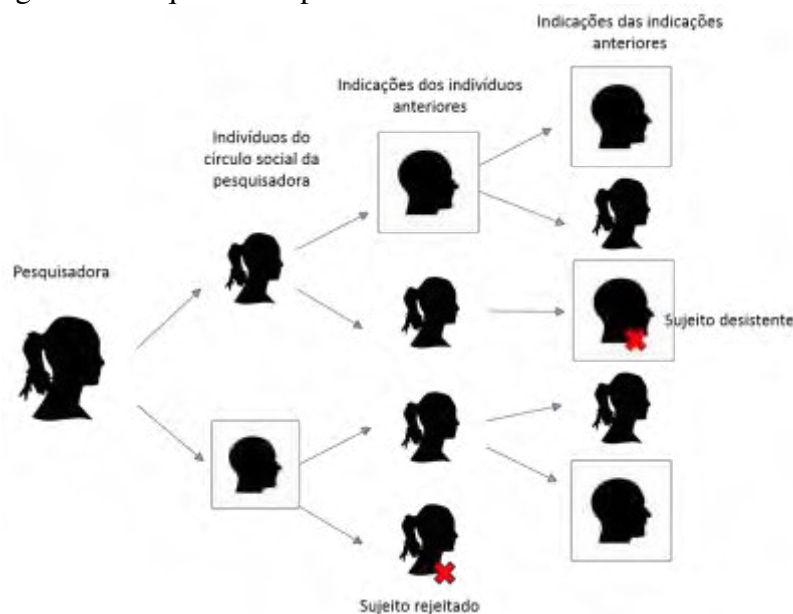 Indicações das indicações
anteriores
Indicações dos indivíduos
anteriores
Indivíduos do
círculo social da
pesquisadora
Pesquisadora
Sujeito desistente
Sujeito rejeitado